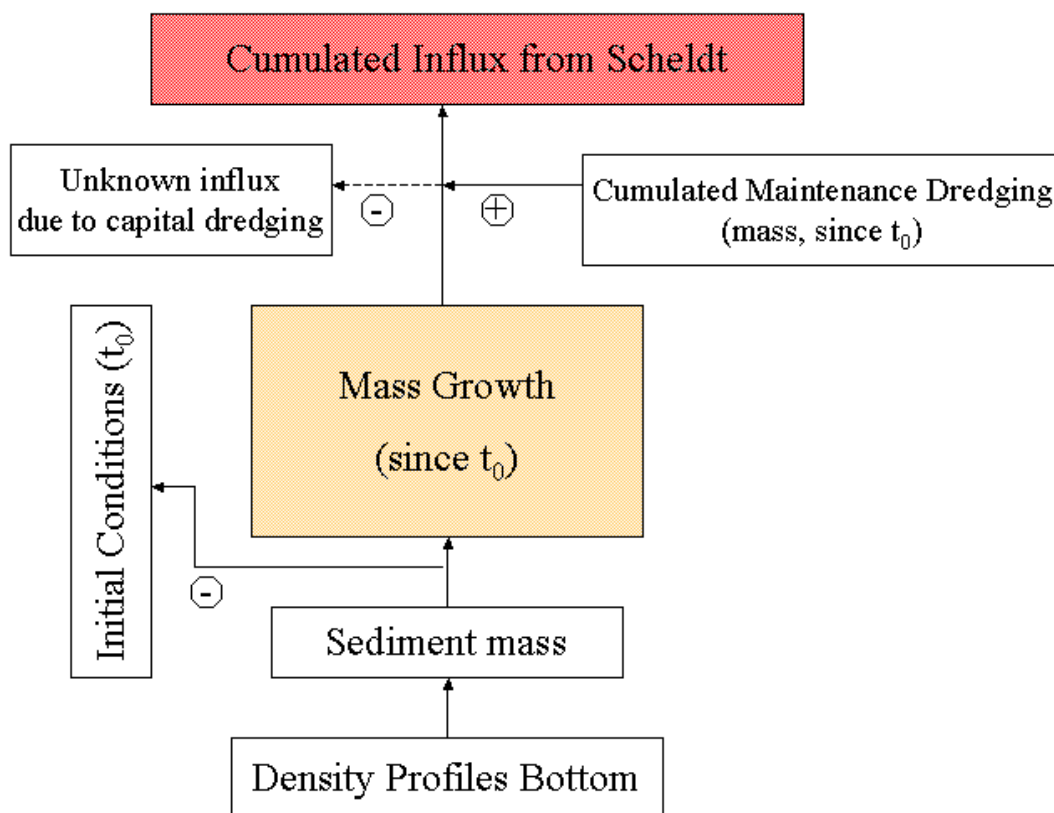 Cumulated Influx from Scheldt
Unknown influx
due to capital dredging
-
+
Cumulated Maintenance Dredging
(mass, since t₀)
Initial Conditions (t₀)
Mass Growth
(since t₀)
-
Sediment mass
Density Profiles Bottom